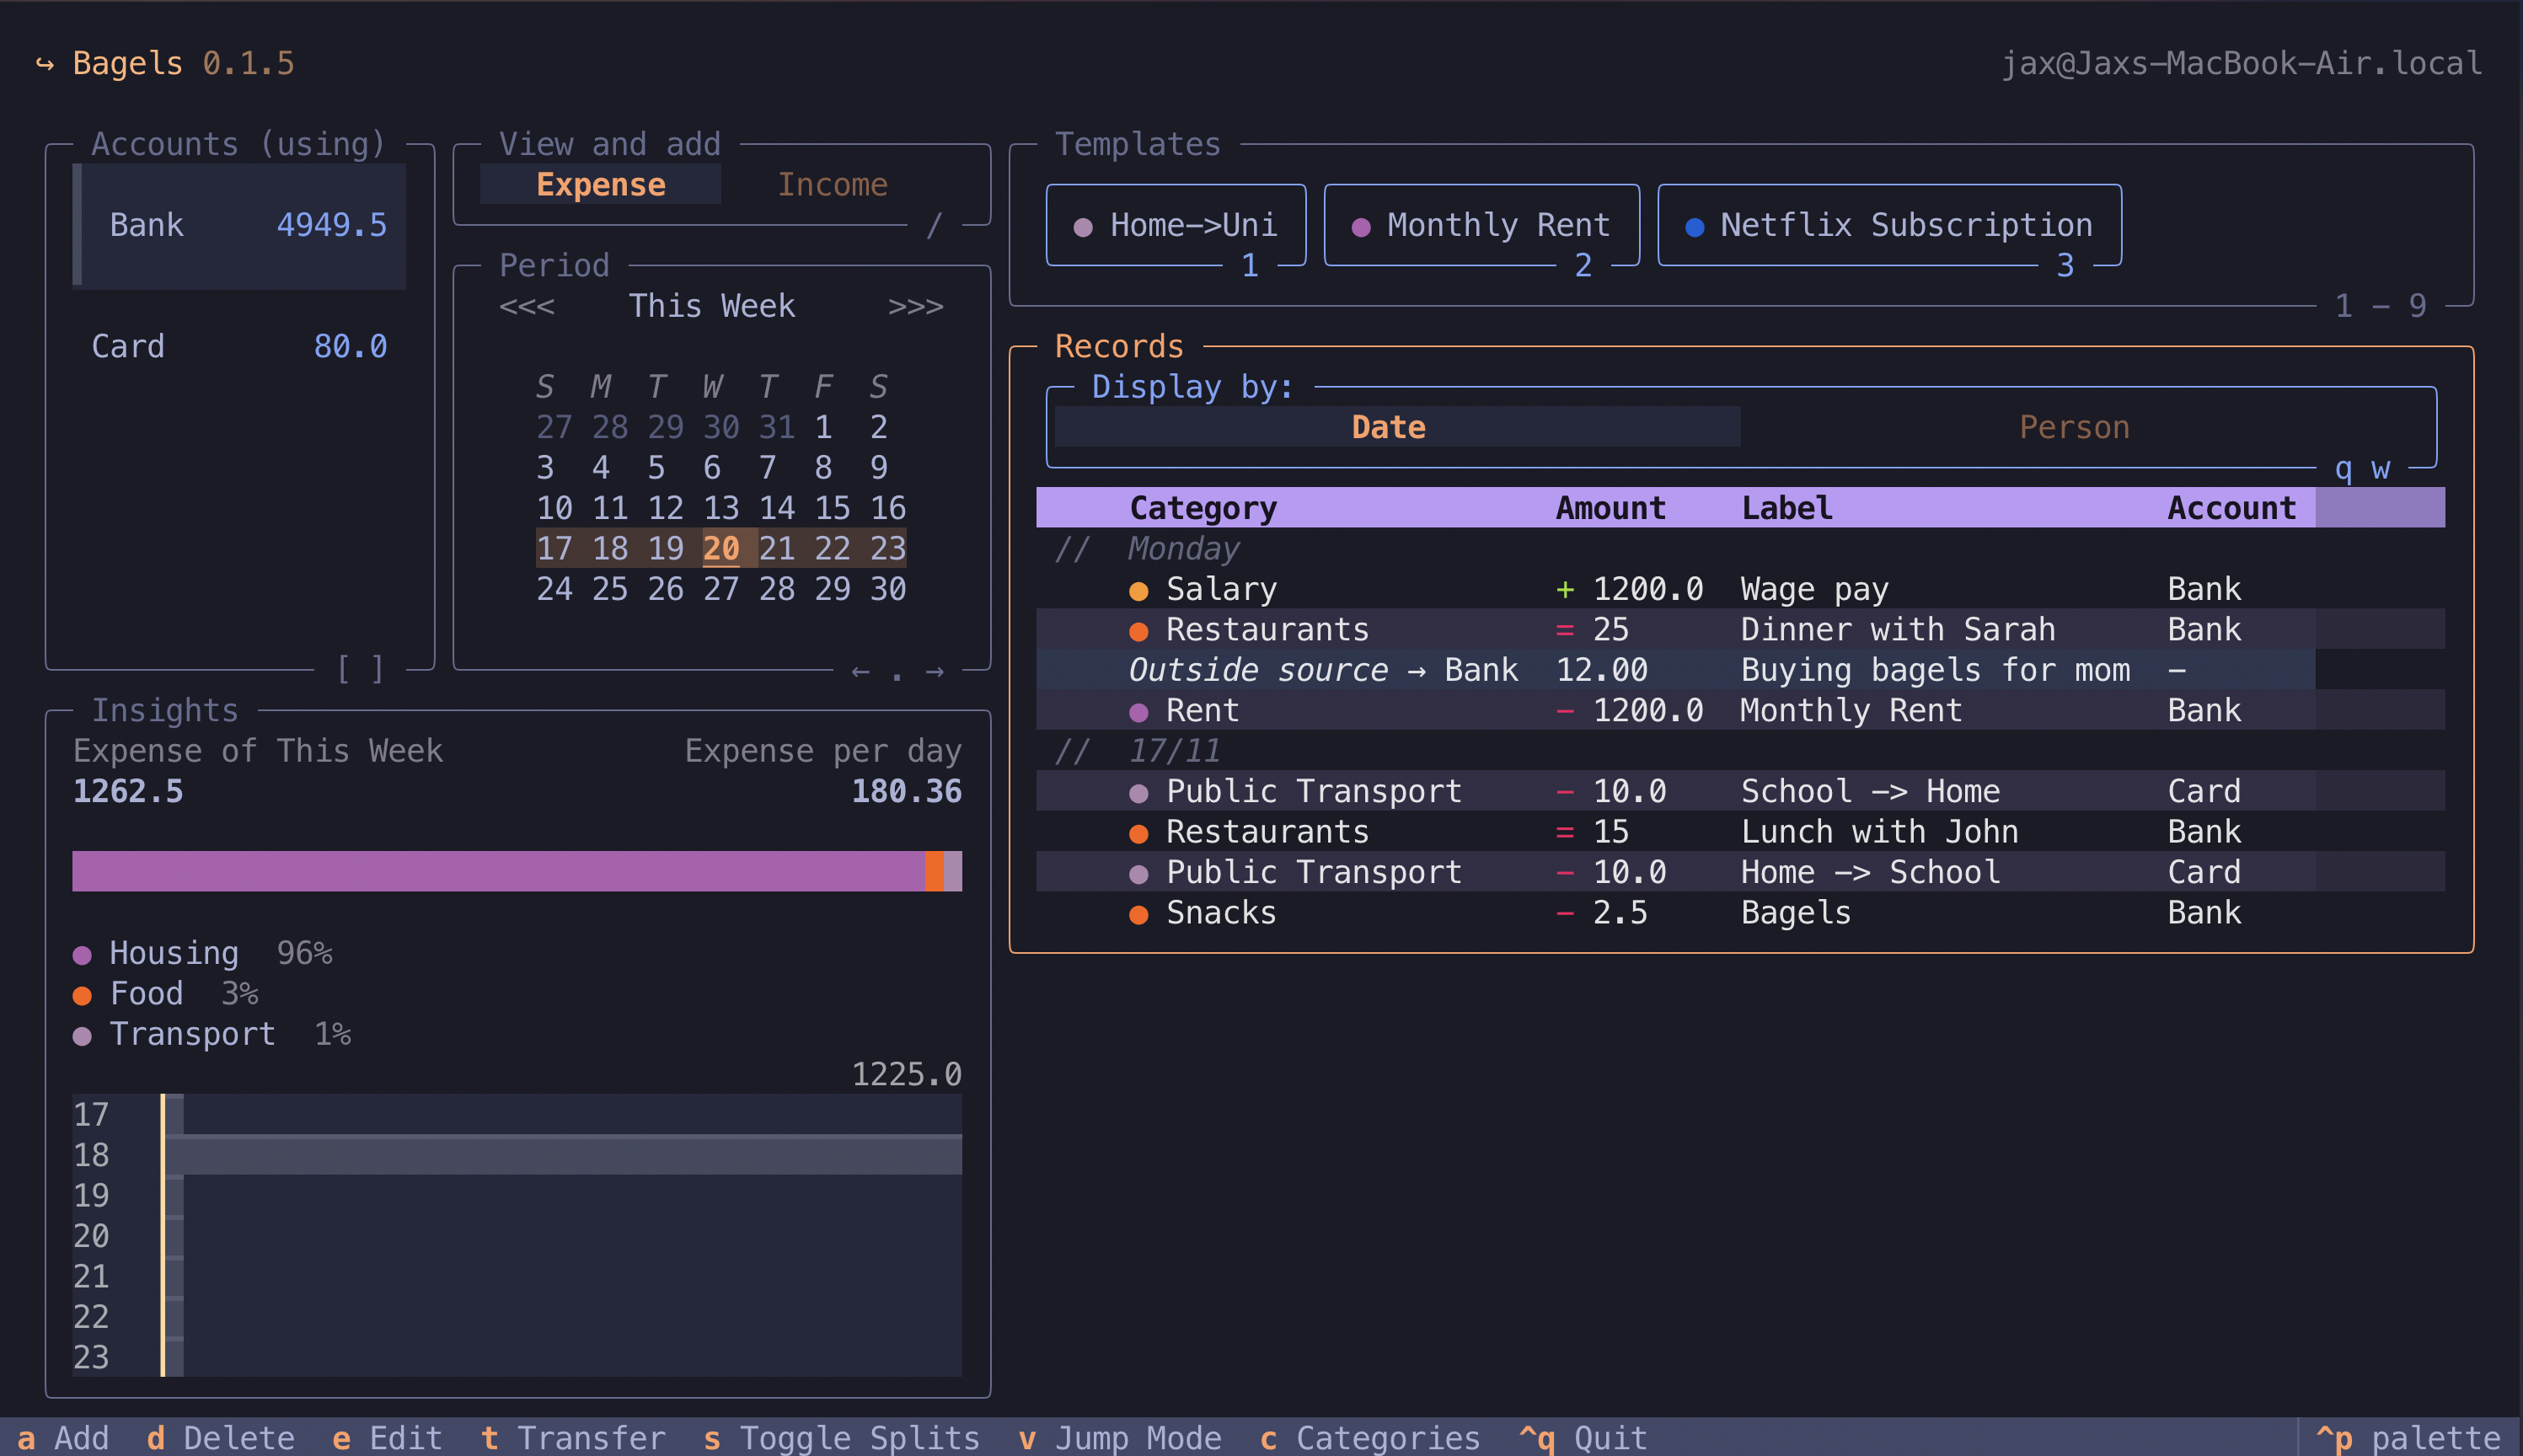 ↪ Bagels 0.1.5
jax@Jaxs-MacBook-Air.local
Accounts (using)
Bank 4949.5
Card 80.0
[ ]
View and add
Expense Income
/
Period
<<< This Week >>>
S M T W T F S
27 28 29 30 31 1 2
3 4 5 6 7 8 9
10 11 12 13 14 15 16
17 18 19 20 21 22 23
24 25 26 27 28 29 30
← . →
Insights
Expense of This Week Expense per day
1262.5 180.36
● Housing 96%
● Food 3%
● Transport 1%
1225.0
17
18
19
20
21
22
23
Templates
● Home->Uni
1
● Monthly Rent
2
● Netflix Subscription
3
1 - 9
Records
Display by:
Date Person
q w
Category Amount Label Account
// Monday
● Salary + 1200.0 Wage pay Bank
● Restaurants = 25 Dinner with Sarah Bank
Outside source → Bank 12.00 Buying bagels for mom -
● Rent - 1200.0 Monthly Rent Bank
// 17/11
● Public Transport - 10.0 School -> Home Card
● Restaurants = 15 Lunch with John Bank
● Public Transport - 10.0 Home -> School Card
● Snacks - 2.5 Bagels Bank
a Add d Delete e Edit t Transfer s Toggle Splits v Jump Mode c Categories ^q Quit ^p palette